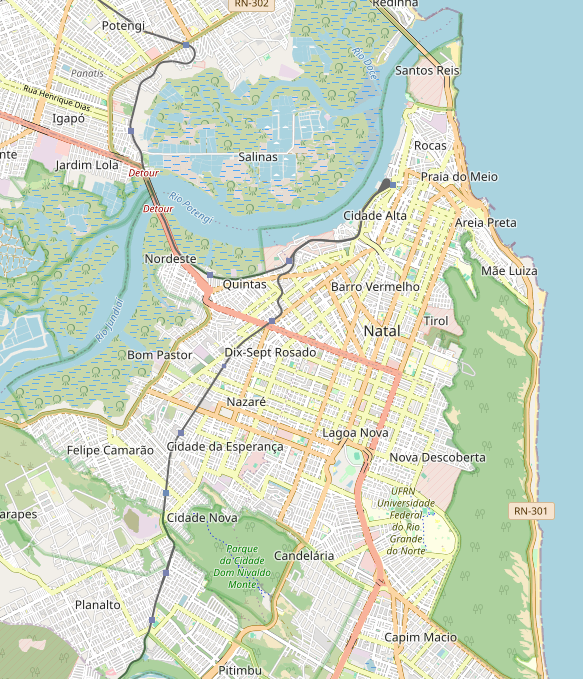 Redinha
RN-302
Potengi
Rio Doce
Santos Reis
Panatis
Rua Henrique Dias
Igapó
Rocas
Salinas
nte
Jardim Lola
Detour
Praia do Meio
Rio Potengi
Detour
Cidade Alta
Areia Preta
Nordeste
Mãe Luiza
Quintas
Barro Vermelho
Rio Jundiaí
Tirol
Natal
Bom Pastor
Dix-Sept Rosado
Nazaré
Lagoa Nova
Felipe Camarão
Cidade da Esperança
Nova Descoberta
UFRN
Universidade
Federal
do Rio
Grande
do Norte
RN-301
arapes
Cidade Nova
Parque
da Cidade
Dom Nivaldo
Monte
Candelária
Planalto
Capim Macio
Pitimbu